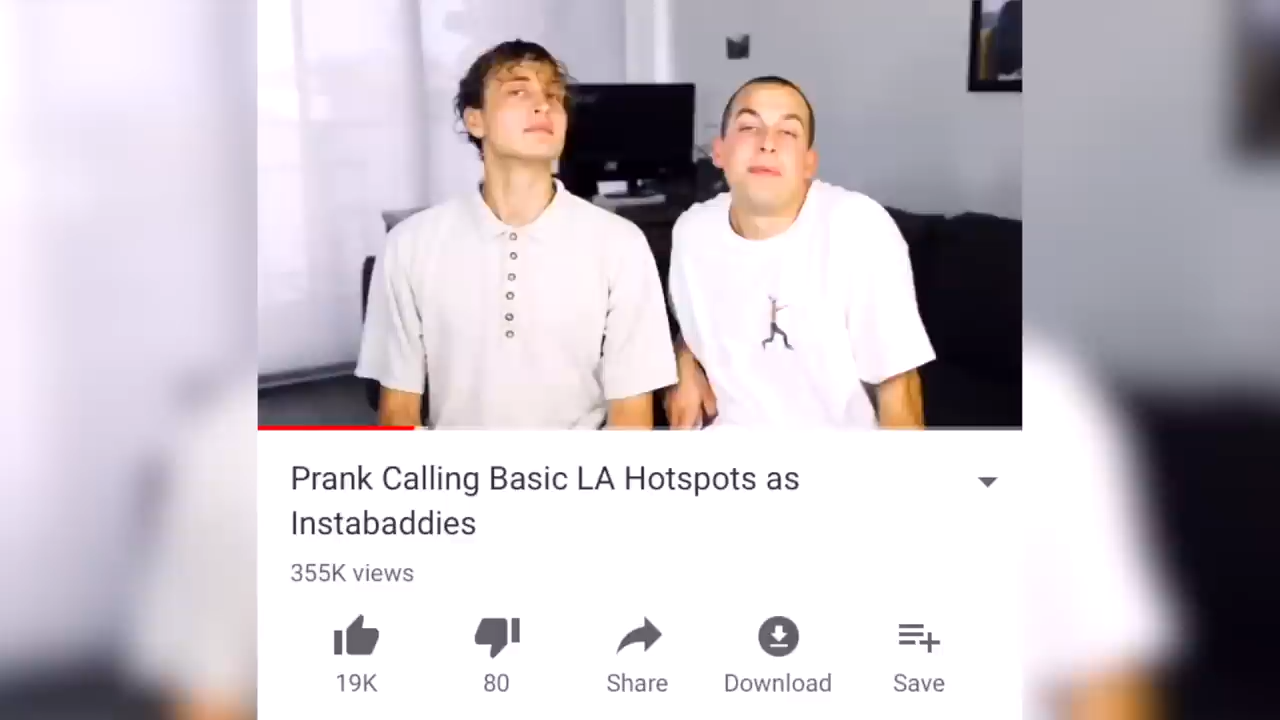 Prank Calling Basic LA Hotspots as
Instabaddies
355K views
19K
80
Share
Download
Save